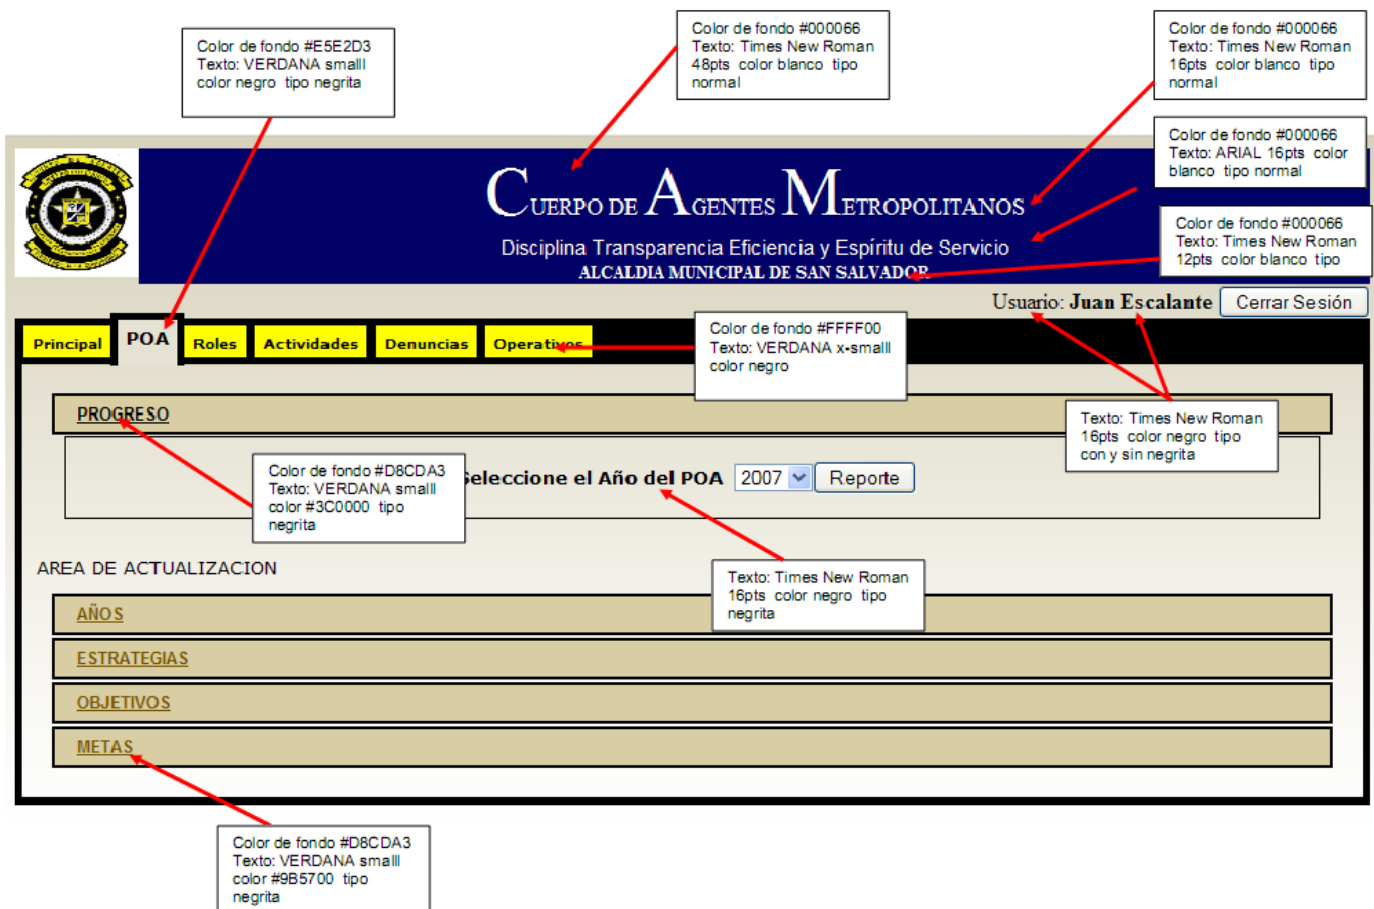 Color de fondo #000066
Texto: Times New Roman
48pts color blanco tipo
normal
Color de fondo #000066
Texto: Times New Roman
16pts color blanco tipo
normal
Color de fondo #E5E2D3
Texto: VERDANA smalll
color negro tipo negrita
Color de fondo #000066
Texto: ARIAL 16pts color
blanco tipo normal
CUERPO DE AGENTES METROPOLITANOS
Disciplina Transparencia Eficiencia y Espíritu de Servicio
ALCALDIA MUNICIPAL DE SAN SALVADOR
Color de fondo #000066
Texto: Times New Roman
12pts color blanco tipo
Usuario: Juan Escalante Cerrar Sesión
Principal POA Roles Actividades Denuncias Operativos
Color de fondo #FFFF00
Texto: VERDANA x-smalll
color negro
PROGRESO
Texto: Times New Roman
16pts color negro tipo
con y sin negrita
Color de fondo #D8CDA3
Texto: VERDANA smalll
color #3C0000 tipo
negrita
Seleccione el Año del POA 2007 Reporte
AREA DE ACTUALIZACION
Texto: Times New Roman
16pts color negro tipo
negrita
AÑOS
ESTRATEGIAS
OBJETIVOS
METAS
Color de fondo #D8CDA3
Texto: VERDANA smalll
color #9B5700 tipo
negrita